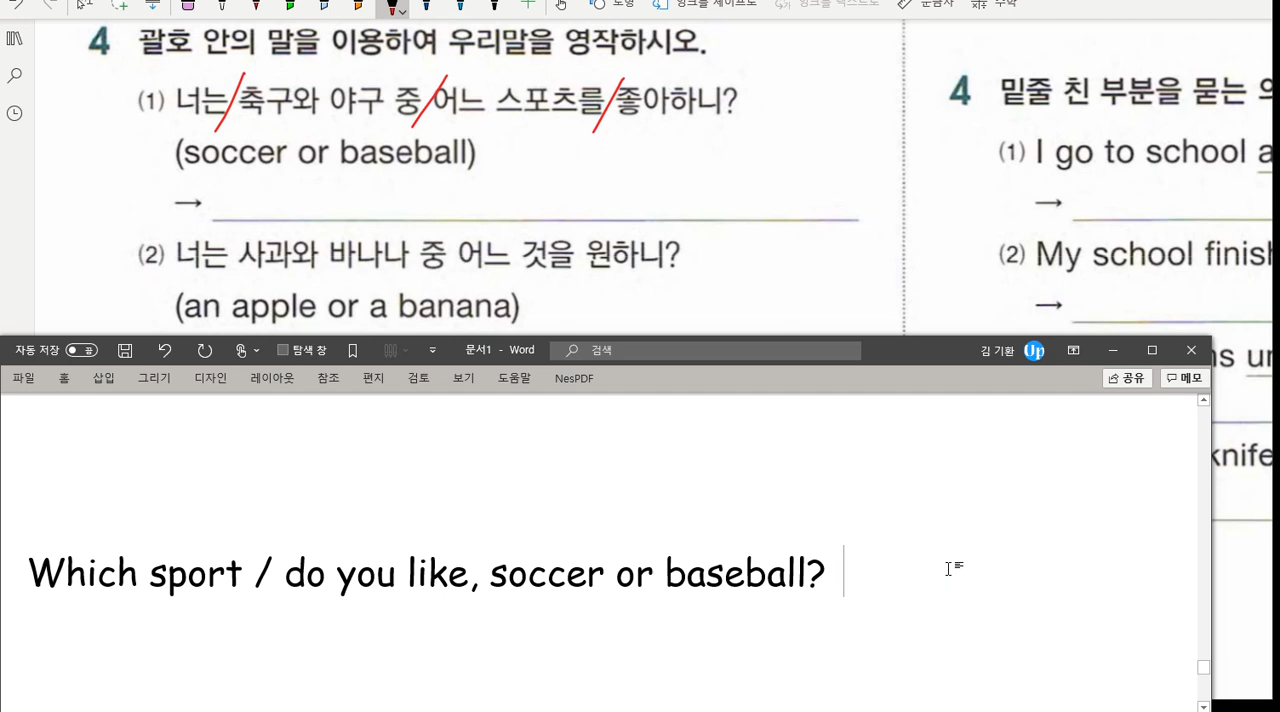 4 괄호 안의 말을 이용하여 우리말을 영작하시오.
(1) 너는 축구와 야구 중 어느 스포츠를 좋아하니?
(soccer or baseball)
→
(2) 너는 사과와 바나나 중 어느 것을 원하니?
(an apple or a banana)
4 밑줄 친 부분을 묻는
(1) I go to school a
→
(2) My school finish
→
ns un
knife
자동 저장 문서1 - Word 검색 김 기환 Up
탐색 창
파일 홈 삽입 그리기 디자인 레이아웃 참조 편지 검토 보기 도움말 NesPDF 공유 메모
Which sport / do you like, soccer or baseball?